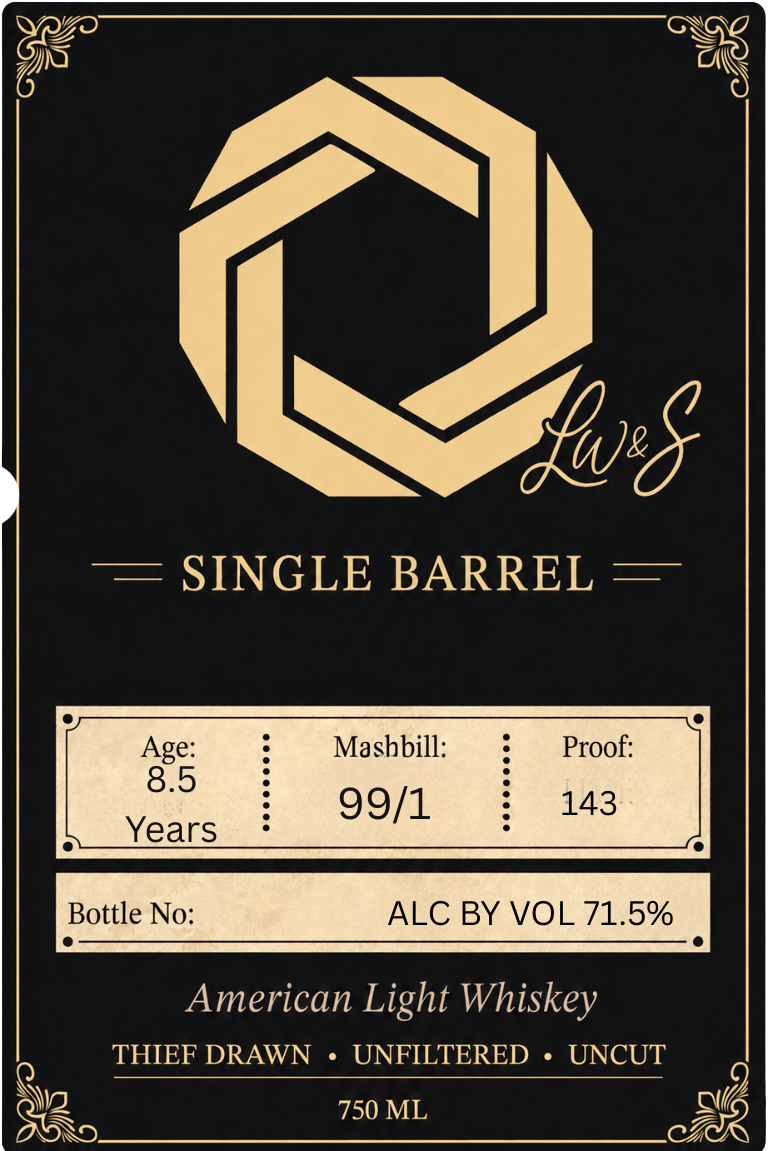 Lw&S
SINGLE BARREL
Age:
8.5
Years
Mashbill:
99/1
Proof:
143
Bottle No:
ALC BY VOL 71.5%
American Light Whiskey
THIEF DRAWN • UNFILTERED • UNCUT
750 ML